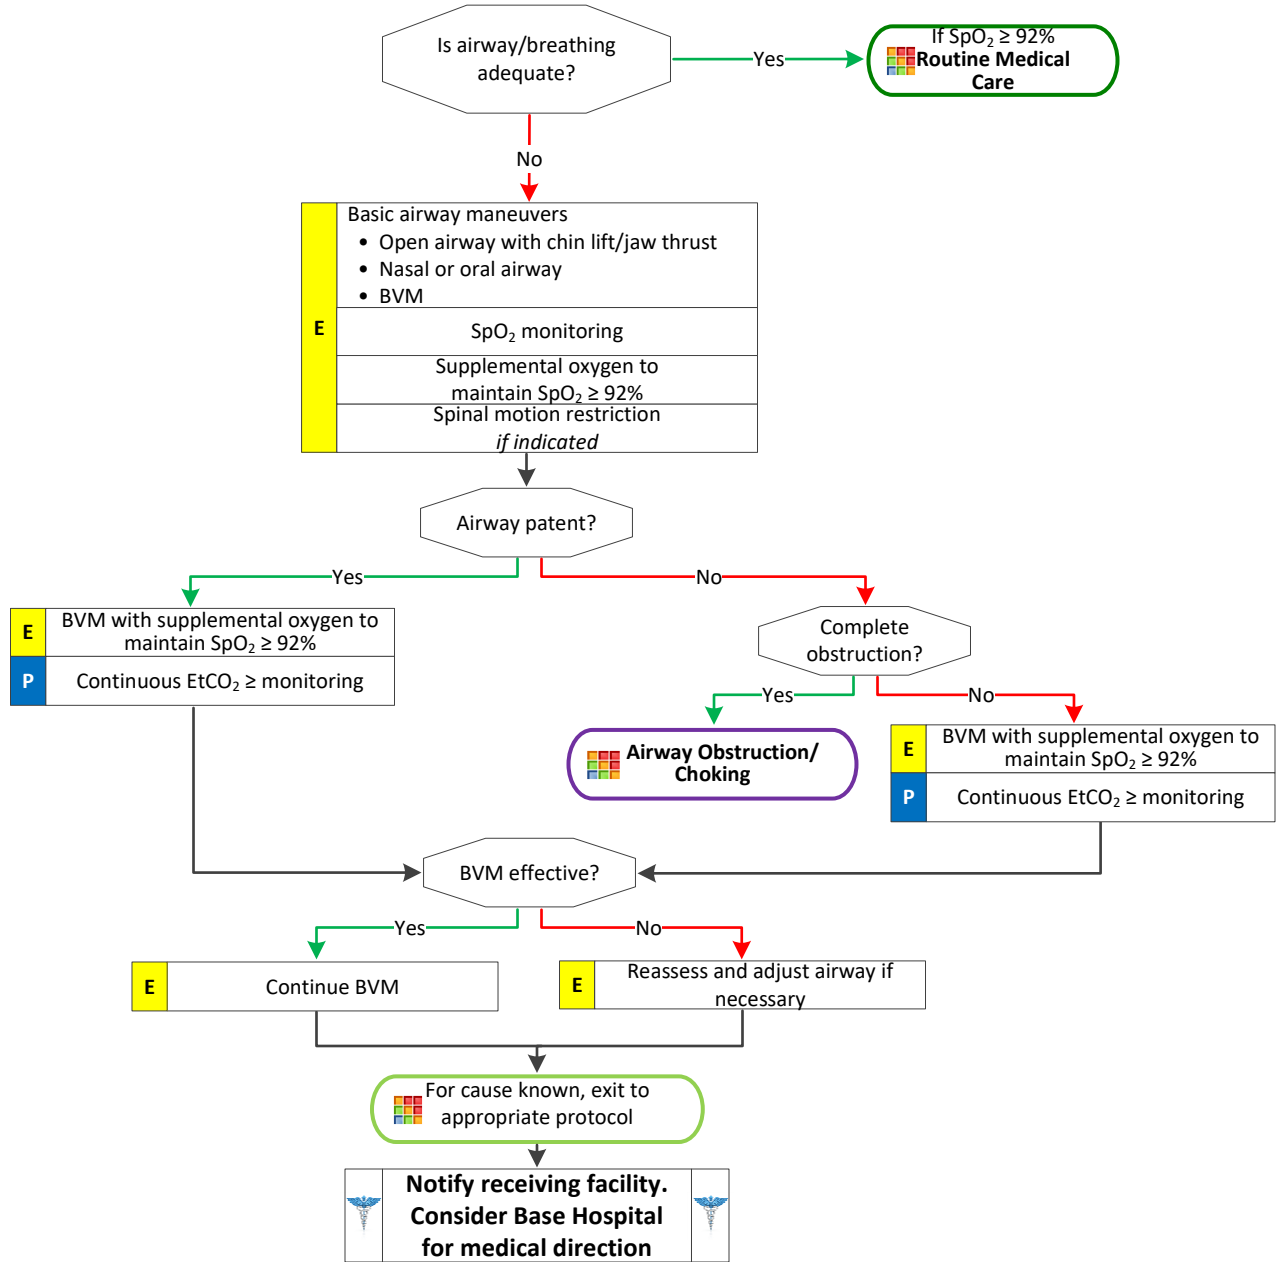 Is airway/breathing
adequate?
Yes
If SpO₂ ≥ 92%
Routine Medical
Care
No
Basic airway maneuvers
• Open airway with chin lift/jaw thrust
• Nasal or oral airway
• BVM
E
SpO₂ monitoring
Supplemental oxygen to
maintain SpO₂ ≥ 92%
Spinal motion restriction
if indicated
Airway patent?
Yes
No
E
BVM with supplemental oxygen to
maintain SpO₂ ≥ 92%
P
Continuous EtCO₂ ≥ monitoring
Complete
obstruction?
Yes
No
Airway Obstruction/
Choking
E
BVM with supplemental oxygen to
maintain SpO₂ ≥ 92%
P
Continuous EtCO₂ ≥ monitoring
BVM effective?
Yes
No
E
Continue BVM
E
Reassess and adjust airway if
necessary
For cause known, exit to
appropriate protocol
Notify receiving facility.
Consider Base Hospital
for medical direction